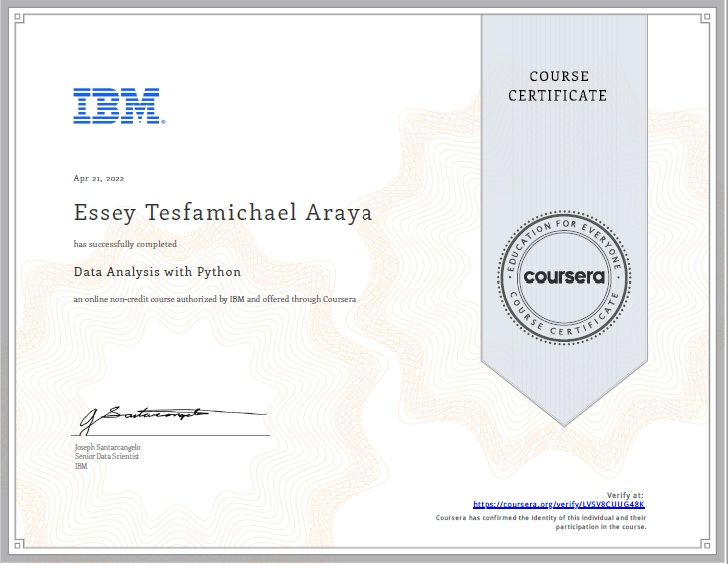 COURSE
CERTIFICATE
IBM®
Apr 21, 2022
Essey Tesfamichael Araya
has successfully completed
Data Analysis with Python
an online non-credit course authorized by IBM and offered through Coursera
EDUCATION FOR EVERYONE
coursera
COURSE CERTIFICATE
Joseph Santarcangelo
Senior Data Scientist
IBM
Verify at:
https://coursera.org/verify/LVSV8CUUG48K
Coursera has confirmed the identity of this individual and their
participation in the course.